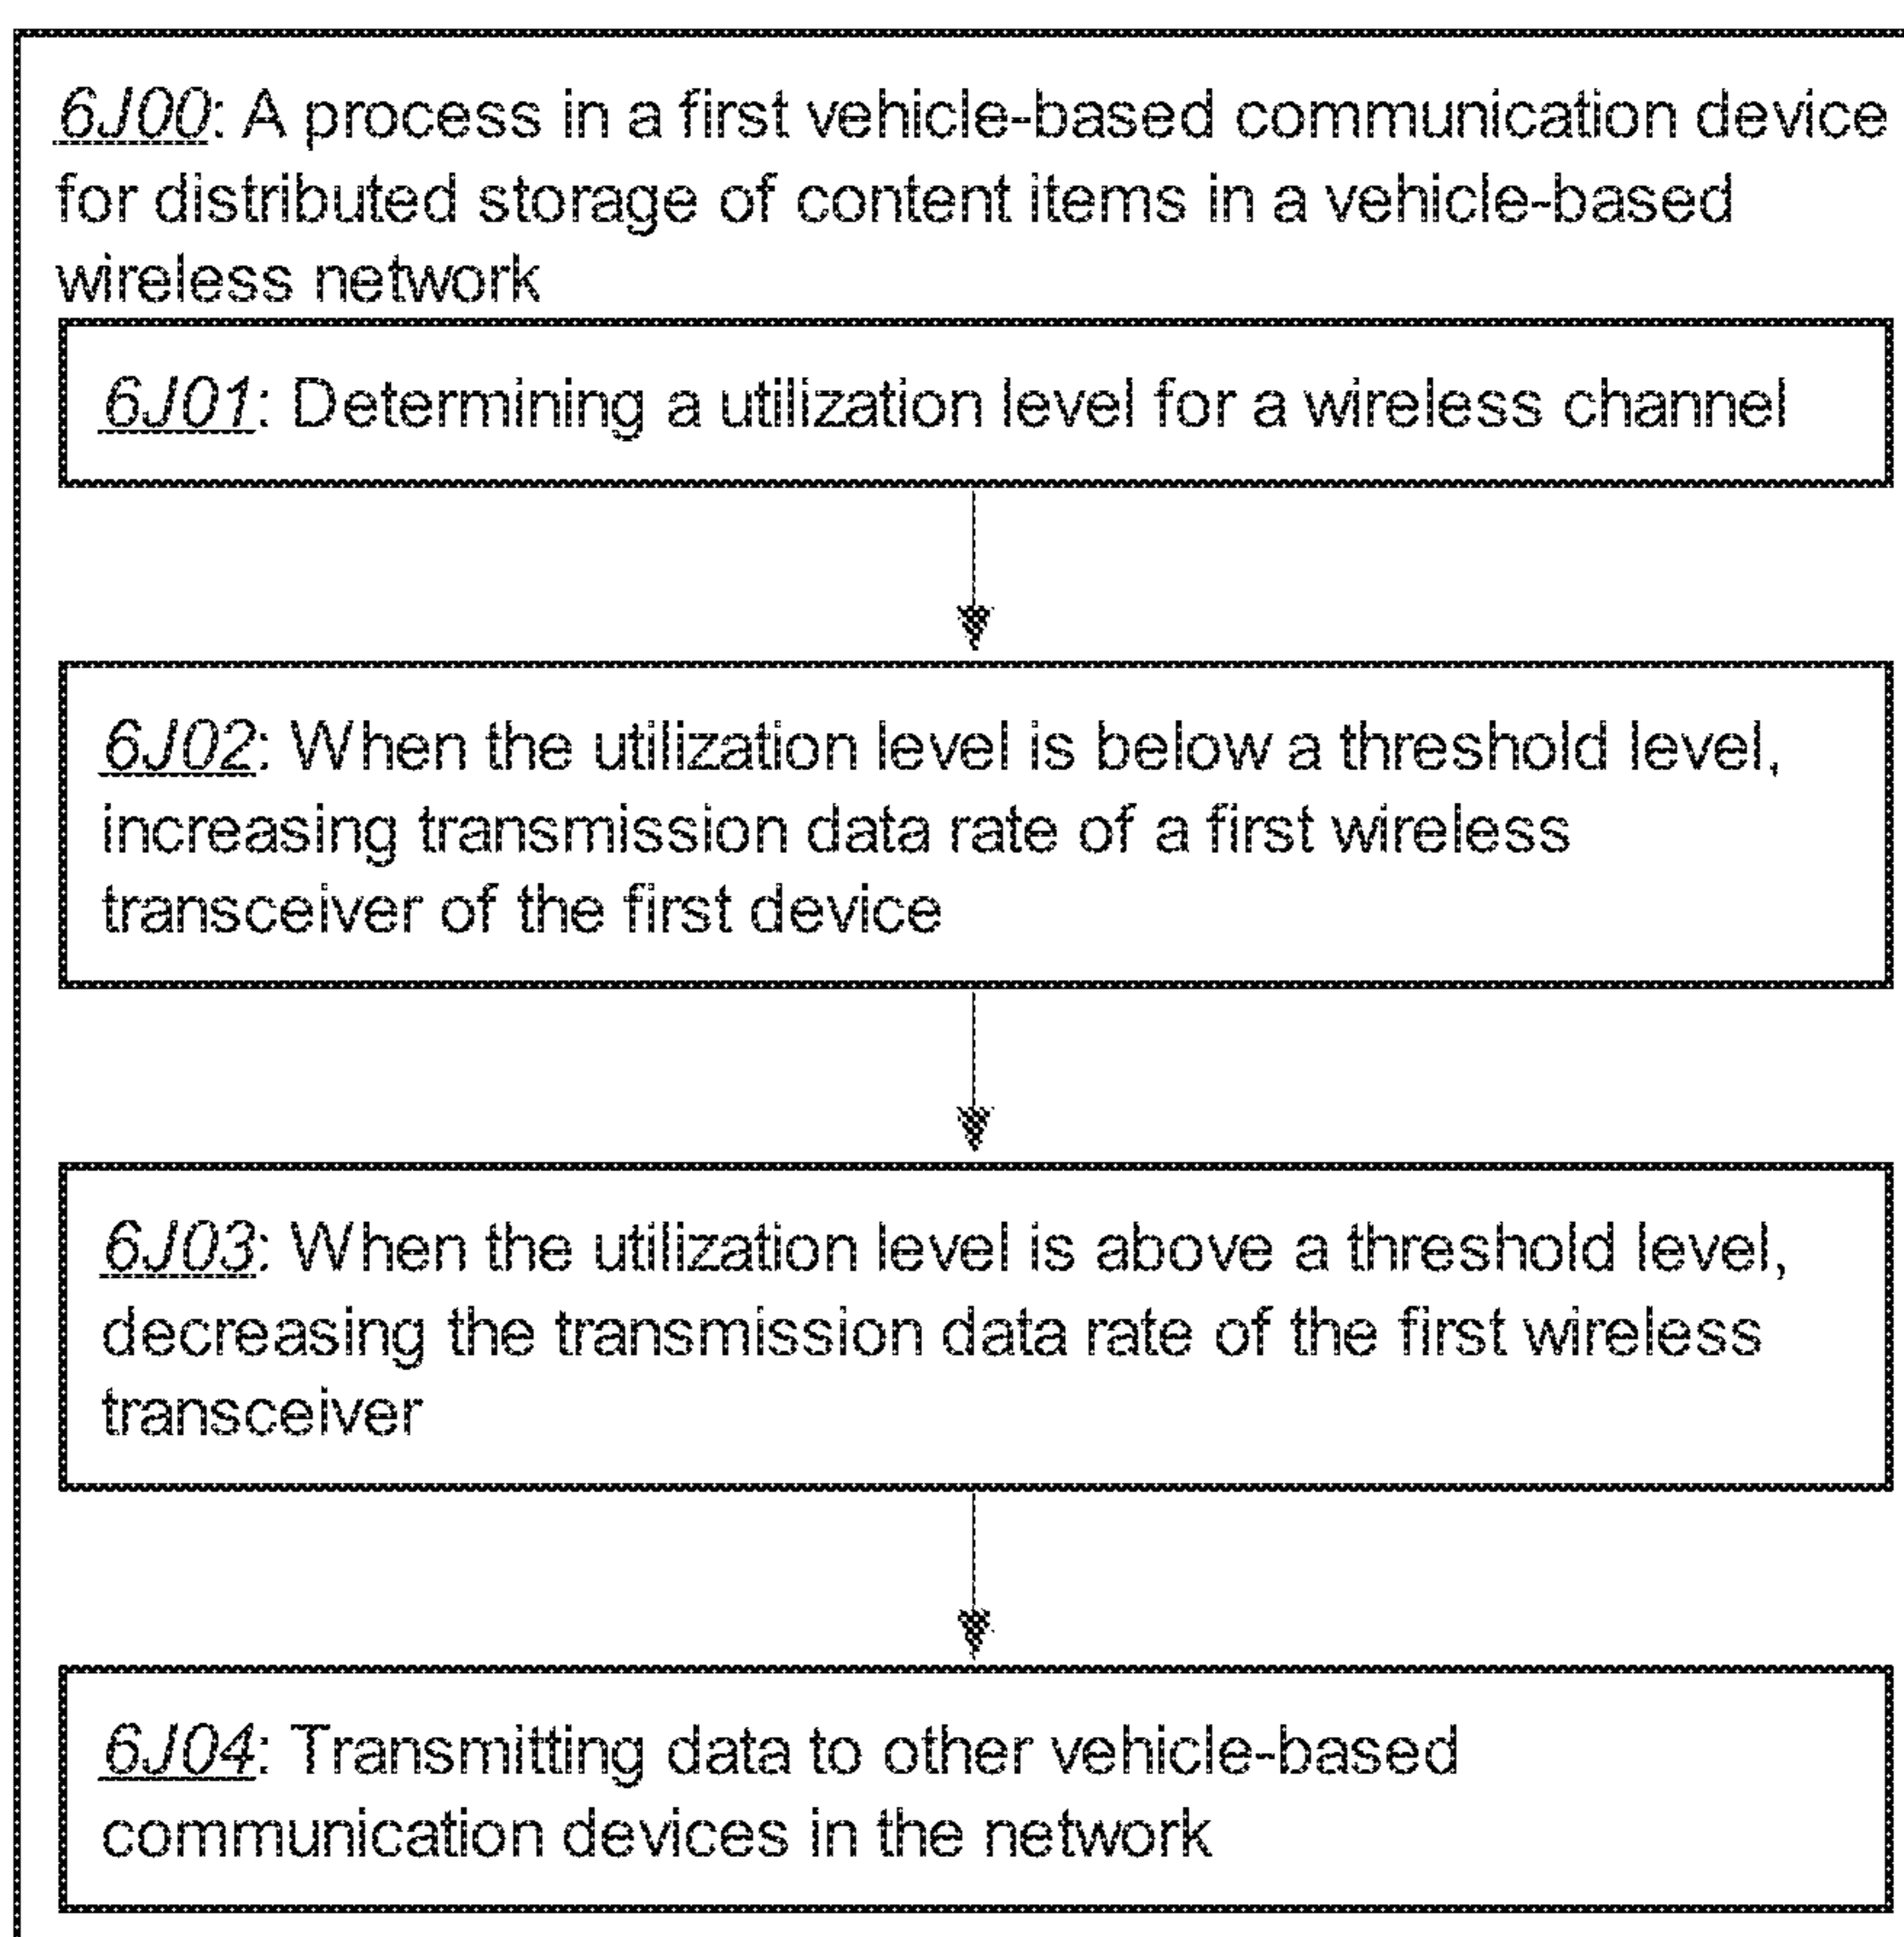 6J00: A process in a first vehicle-based communication device
for distributed storage of content items in a vehicle-based
wireless network
6J01: Determining a utilization level for a wireless channel
6J02: When the utilization level is below a threshold level,
increasing transmission data rate of a first wireless
transceiver of the first device
6J03: When the utilization level is above a threshold level,
decreasing the transmission data rate of the first wireless
transceiver
6J04: Transmitting data to other vehicle-based
communication devices in the network